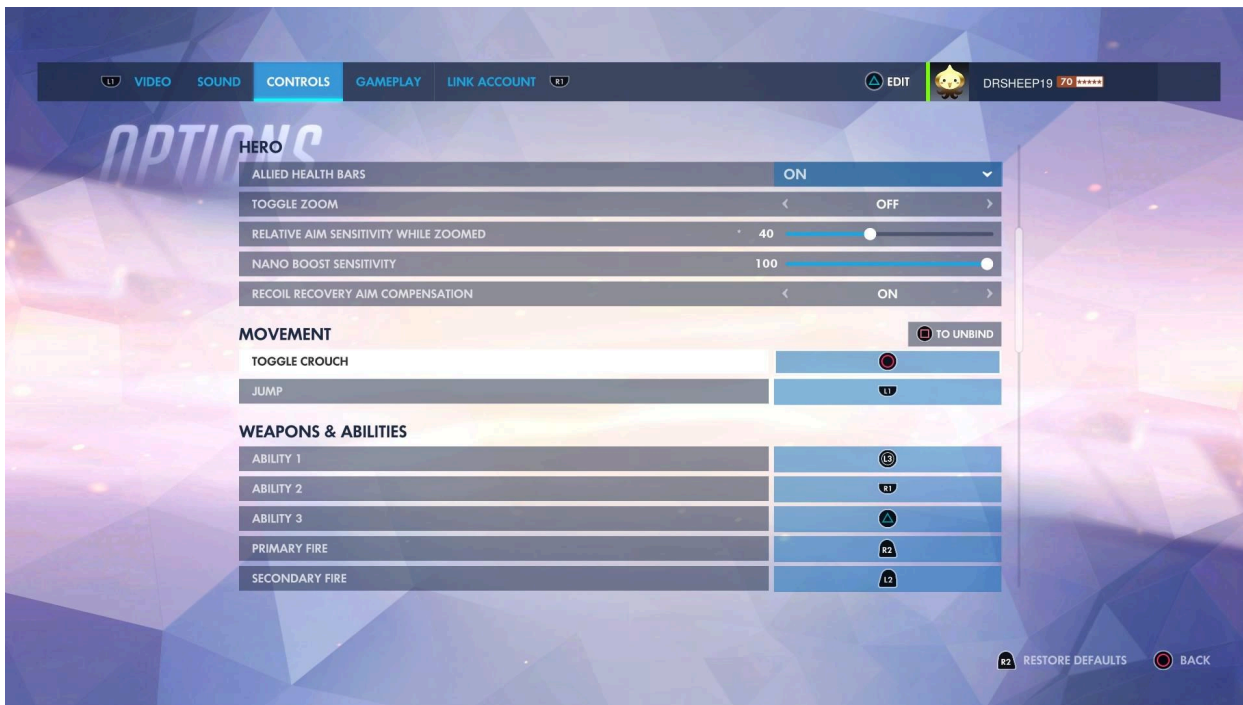 L1 VIDEO SOUND CONTROLS GAMEPLAY LINK ACCOUNT R1 EDIT DRSHEEP19 70
OPTIONS
HERO
ALLIED HEALTH BARS ON
TOGGLE ZOOM OFF
RELATIVE AIM SENSITIVITY WHILE ZOOMED 40
NANO BOOST SENSITIVITY 100
RECOIL RECOVERY AIM COMPENSATION ON
MOVEMENT TO UNBIND
TOGGLE CROUCH
JUMP L1
WEAPONS & ABILITIES
ABILITY 1 L3
ABILITY 2 R1
ABILITY 3
PRIMARY FIRE R2
SECONDARY FIRE L2
R2 RESTORE DEFAULTS BACK